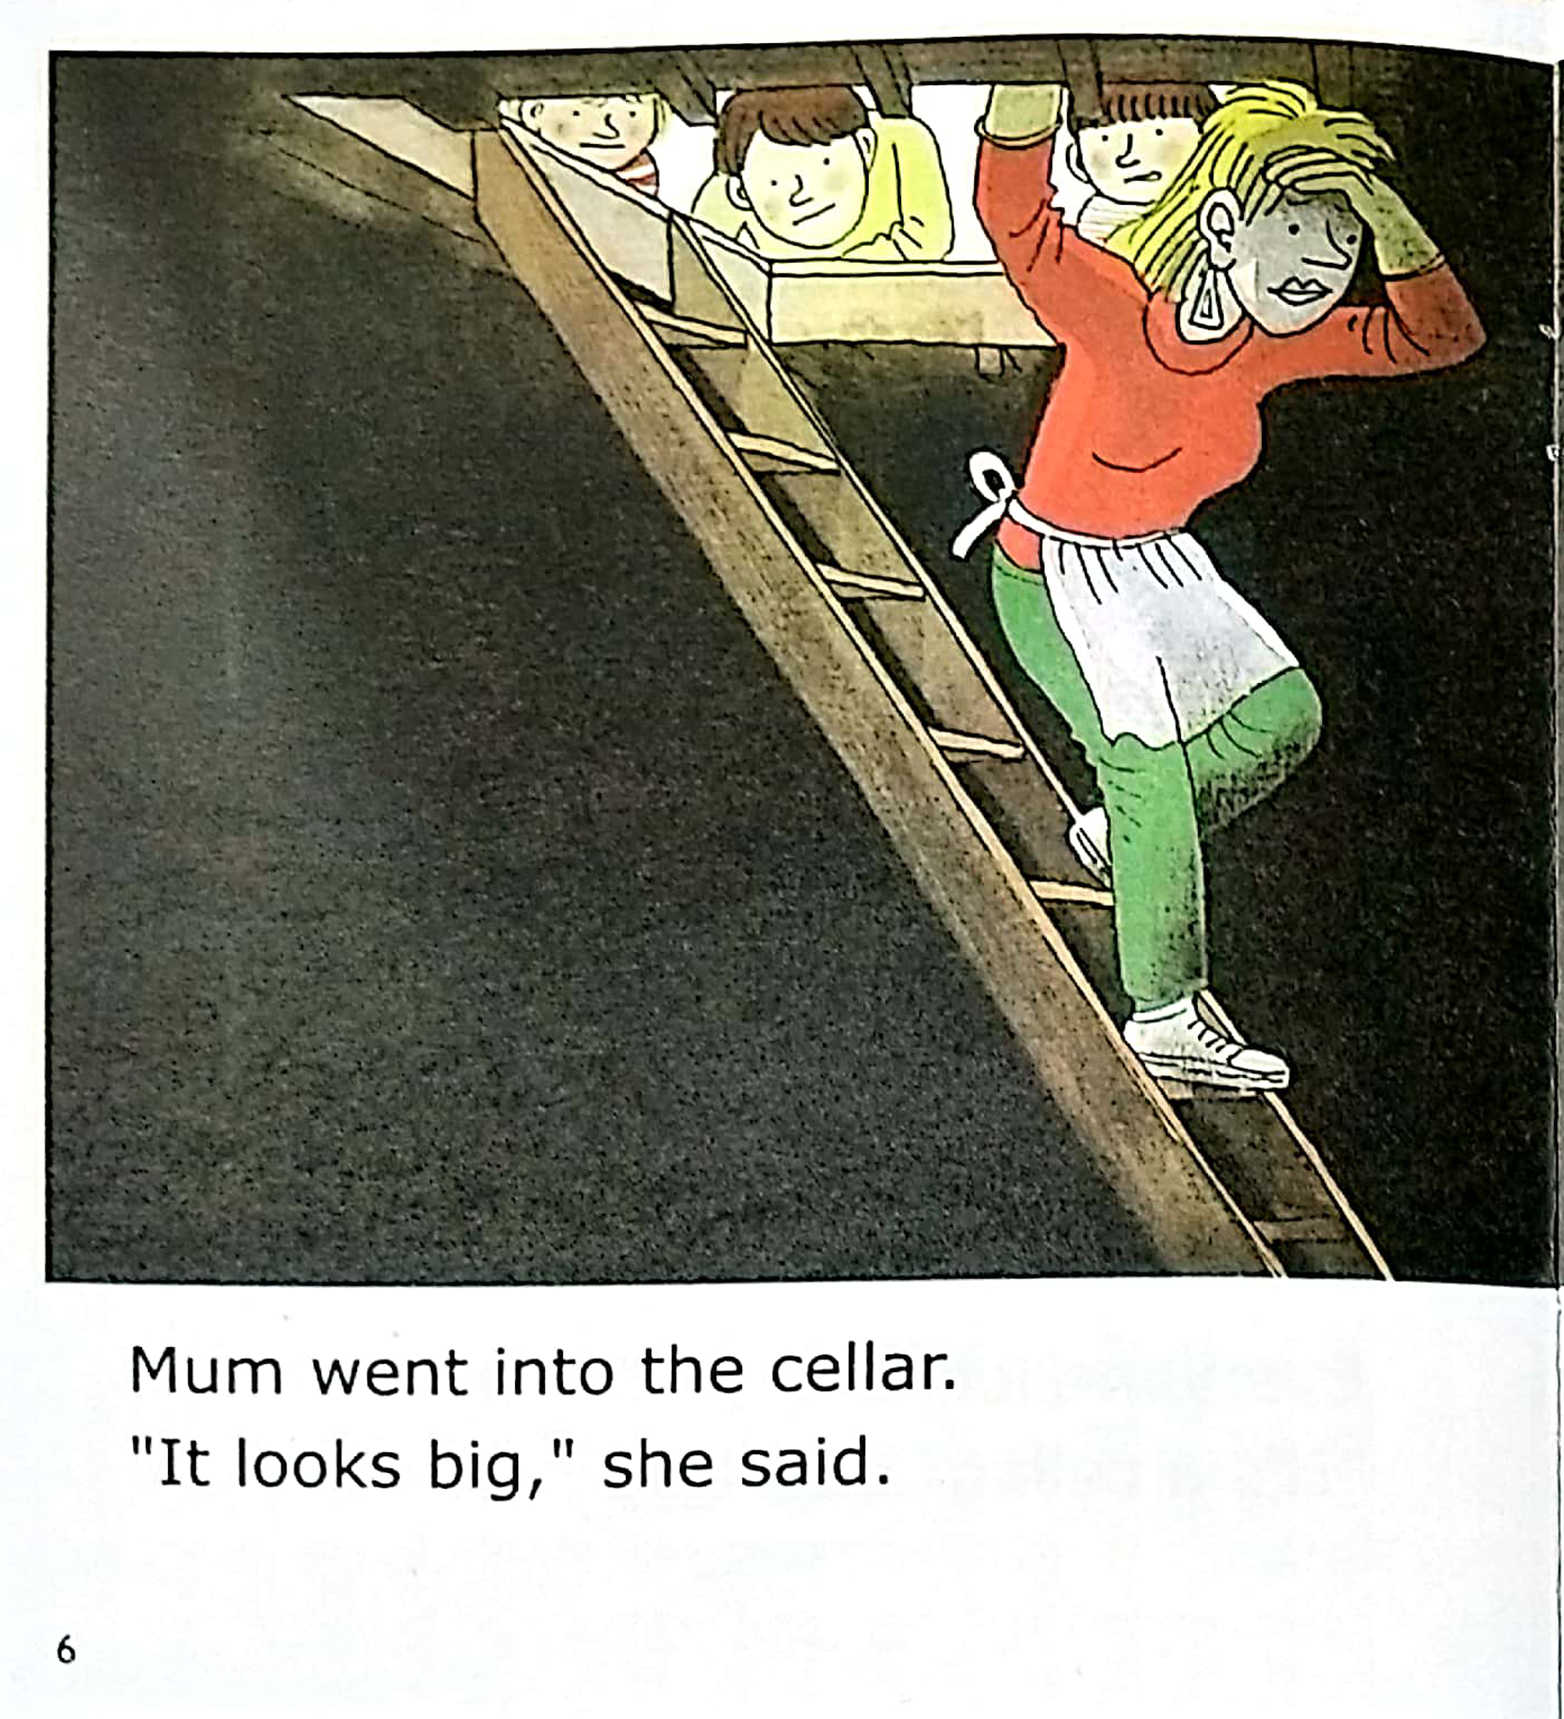 Mum went into the cellar.
"It looks big," she said.
6